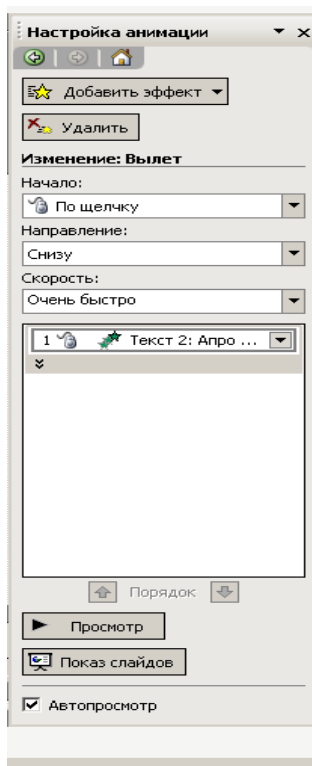 Настройка анимации
Добавить эффект
Удалить
Изменение: Вылет
Начало:
По щелчку
Направление:
Снизу
Скорость:
Очень быстро
1 Текст 2: Апро ...
Порядок
Просмотр
Показ слайдов
Автопросмотр